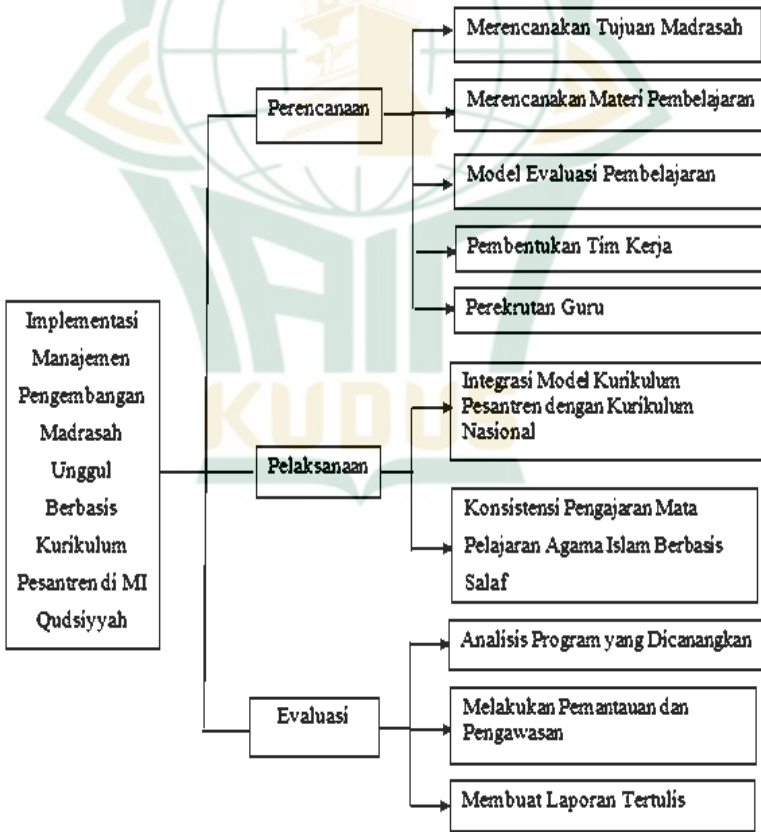 Implementasi
Manajemen
Pengembangan
Madrasah
Unggul
Berbasis
Kurikulum
Pesantren di MI
Qudsiyyah
Perencanaan
Merencanakan Tujuan Madrasah
Merencanakan Materi Pembelajaran
Model Evaluasi Pembelajaran
Pembentukan Tim Kerja
Perekrutan Guru
Pelaksanaan
Integrasi Model Kurikulum
Pesantren dengan Kurikulum
Nasional
Konsistensi Pengajaran Mata
Pelajaran Agama Islam Berbasis
Salaf
Evaluasi
Analisis Program yang Dicanangkan
Melakukan Pemantauan dan
Pengawasan
Membuat Laporan Tertulis
IAIN
KUDUS